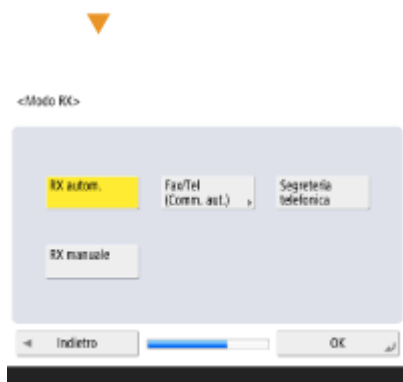 <Modo RX>
RX autom.
Fax/Tel
(Comm. aut.)
Segreteria
telefonica
RX manuale
Indietro
OK